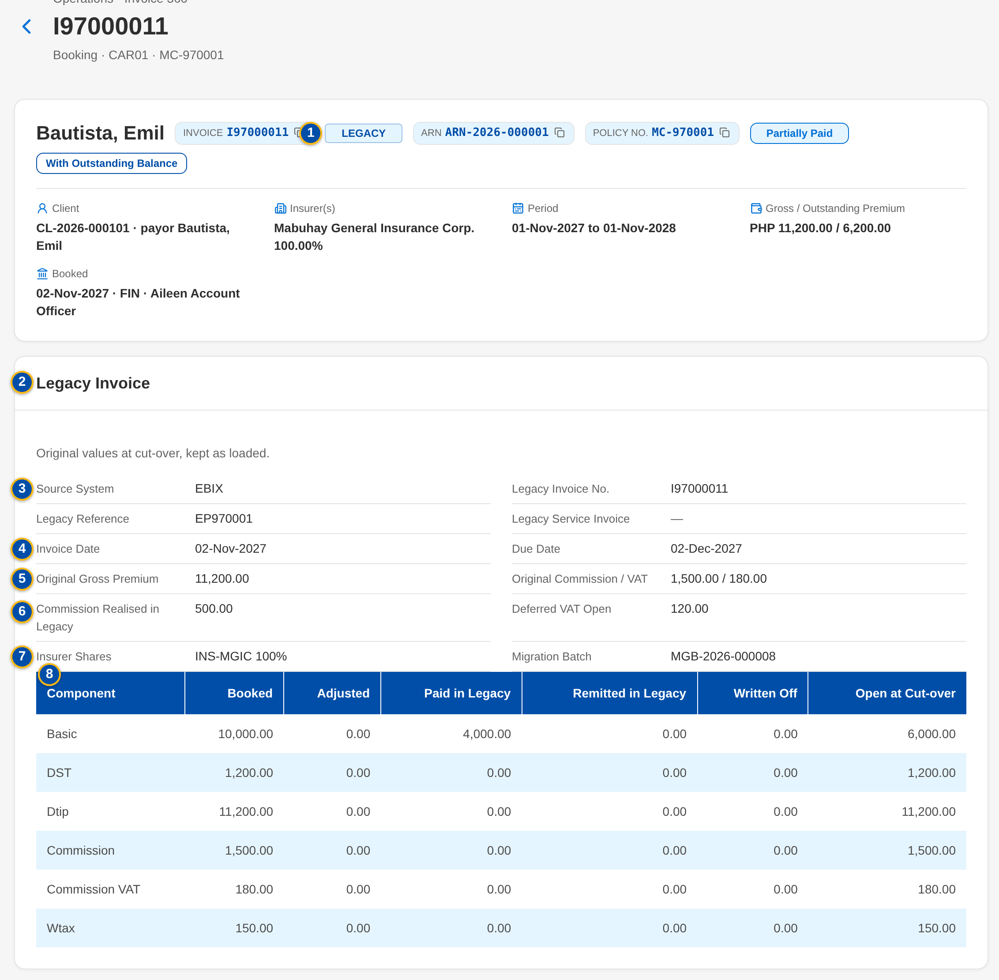 Operations Invoice 360
I97000011
Booking · CAR01 · MC-970001
Bautista, Emil INVOICE I97000011 1 LEGACY ARN ARN-2026-000001 POLICY NO. MC-970001 Partially Paid
With Outstanding Balance
Client Insurer(s) Period Gross / Outstanding Premium
CL-2026-000101 · payor Bautista, Mabuhay General Insurance Corp. 01-Nov-2027 to 01-Nov-2028 PHP 11,200.00 / 6,200.00
Emil 100.00%
Booked
02-Nov-2027 · FIN · Aileen Account
Officer
2 Legacy Invoice
Original values at cut-over, kept as loaded.
3 Source System EBIX Legacy Invoice No. I97000011
Legacy Reference EP970001 Legacy Service Invoice —
4 Invoice Date 02-Nov-2027 Due Date 02-Dec-2027
5 Original Gross Premium 11,200.00 Original Commission / VAT 1,500.00 / 180.00
6 Commission Realised in 500.00 Deferred VAT Open 120.00
Legacy
7 Insurer Shares INS-MGIC 100% Migration Batch MGB-2026-000008
8
Component Booked Adjusted Paid in Legacy Remitted in Legacy Written Off Open at Cut-over
Basic 10,000.00 0.00 4,000.00 0.00 0.00 6,000.00
DST 1,200.00 0.00 0.00 0.00 0.00 1,200.00
Dtip 11,200.00 0.00 0.00 0.00 0.00 11,200.00
Commission 1,500.00 0.00 0.00 0.00 0.00 1,500.00
Commission VAT 180.00 0.00 0.00 0.00 0.00 180.00
Wtax 150.00 0.00 0.00 0.00 0.00 150.00